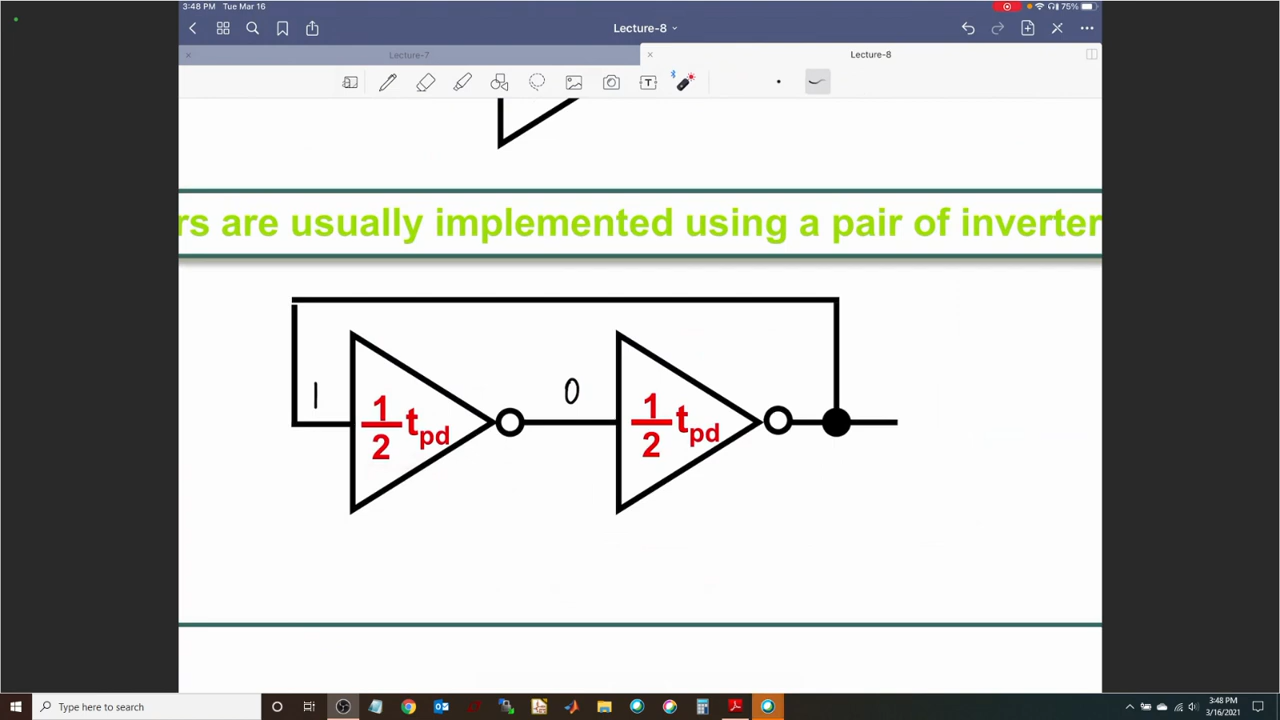 3:48 PM Tue Mar 16
75%
Lecture-8
Lecture-7
Lecture-8
T
rs are usually implemented using a pair of inverter
1 0
1/2 tpd 1/2 tpd
Type here to search
3:48 PM
3/16/2021